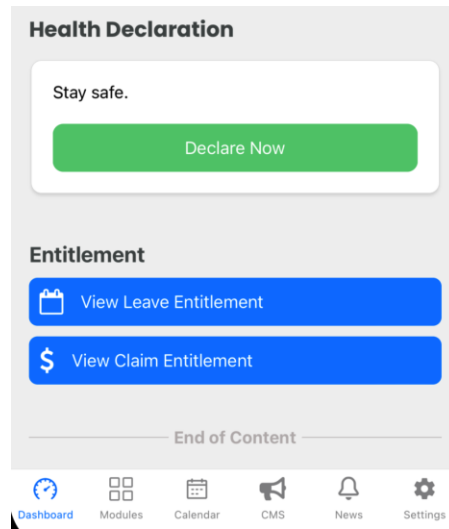 Health Declaration
Stay safe.
Declare Now
Entitlement
View Leave Entitlement
$ View Claim Entitlement
End of Content
Dashboard Modules Calendar CMS News Settings